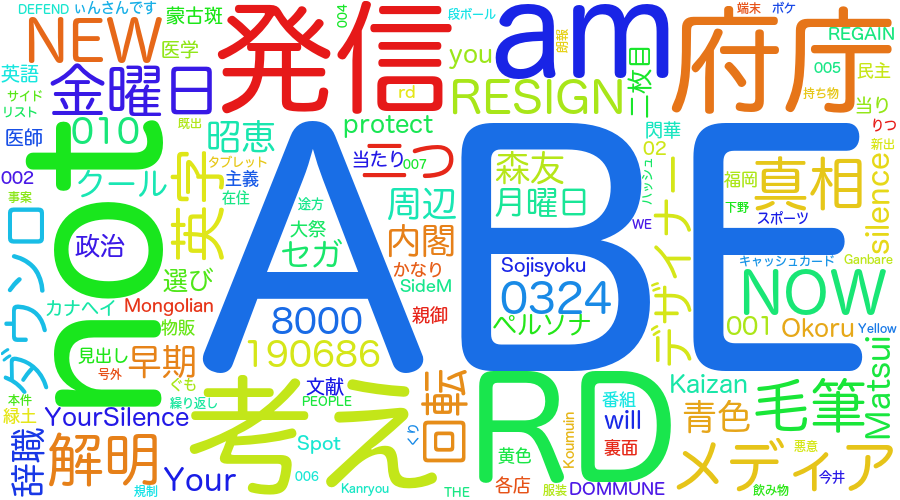 DEFEND
ぃんさんです
蒙古斑
004
発信
am
段ボール
朗報
府庁
端末
ボケ
REGAIN
NEW
医学
you
二枚目
005
民主
英語
金曜日
rd
RESIGN
持ち物
サイド
リスト
010
既出
昭恵
protect
閃華
02
当り
りつ
医師
not
タブレット
当たり
007
二つ
森友
新出
002
クール
英字
主義
在住
ABE
ハッシュ
福岡
真相
silence
事案
途方
周辺
月曜日
デザイナー
下野
スポーツ
WE
ダウンロ
政治
大祭
セガ
内閣
キャッシュカード
Ganbare
選び
かなり
Sojisyoku
カナヘイ
Mongolian
SideM
0324
NOW
物販
8000
親御
ペルソナ
001
Okoru
Yellow
見出し
早期
190686
号外
ぐも
文献
回転
RD
Kaizan
Matsui
本件
繰り返し
考え
PEOPLE
番組
毛筆
緑土
YourSilence
will
青色
辞職
解明
Spot
くり
黄色
Koumuin
裏面
メディア
悪意
Your
006
各店
今井
規制
Kanryou
THE
服装
DOMMUNE
飲み物